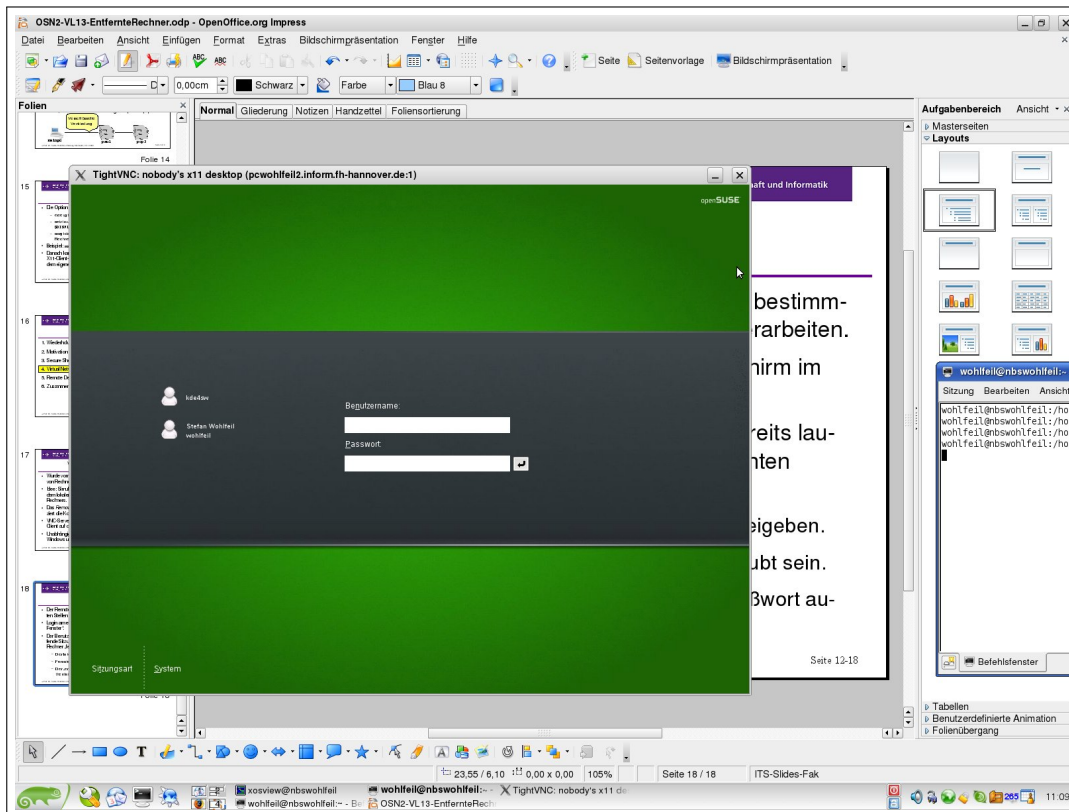 OSN2-VL13-EntfernteRechner.odp - OpenOffice.org Impress
Datei Bearbeiten Ansicht Einfügen Format Extras Bildschirmpräsentation Fenster Hilfe
Seite Seitenvorlage Bildschirmpräsentation
0,00cm Schwarz Farbe Blau 8
Folien
Normal Gliederung Notizen Handzettel Foliensortierung
Aufgabenbereich Ansicht
Masterseiten
Layouts
Folie 14
15
16
17
18
TightVNC: nobody's x11 desktop (pcwohlfeil2.inform.fh-hannover.de:1)
openSUSE
kde4sw
Stefan Wohlfeil
wohlfeil
Benutzername:
Passwort:
Sitzungsart System
aft und Informatik
bestimm-
rarbeiten.
hirm im
reits lau-
nten
eigeben.
ubt sein.
ßwort au-
Seite 12-18
wohlfeil@nbswohlfeil:~
Sitzung Bearbeiten Ansicht
wohlfeil@nbswohlfeil:/ho
wohlfeil@nbswohlfeil:/ho
wohlfeil@nbswohlfeil:/ho
wohlfeil@nbswohlfeil:/ho
Befehlsfenster
Tabellen
Benutzerdefinierte Animation
Folienübergang
23,55 / 6,10 0,00 x 0,00 105% Seite 18 / 18 ITS-Slides-Fak
xosview@nbswohlfeil wohlfeil@nbswohlfeil:~ - TightVNC: nobody's x11 de
wohlfeil@nbswohlfeil:~ - Be OSN2-VL13-EntfernteRech
265 11:09